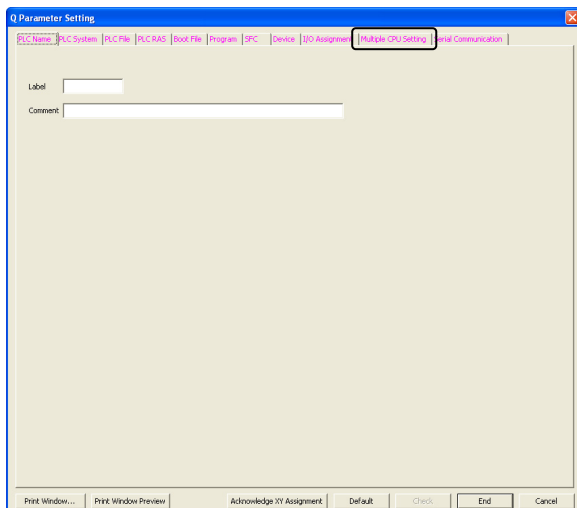 Q Parameter Setting
PLC Name PLC System PLC File PLC RAS Boot File Program SFC Device I/O Assignment Multiple CPU Setting Serial Communication
Label
Comment
Print Window... Print Window Preview Acknowledge XY Assignment Default Check End Cancel